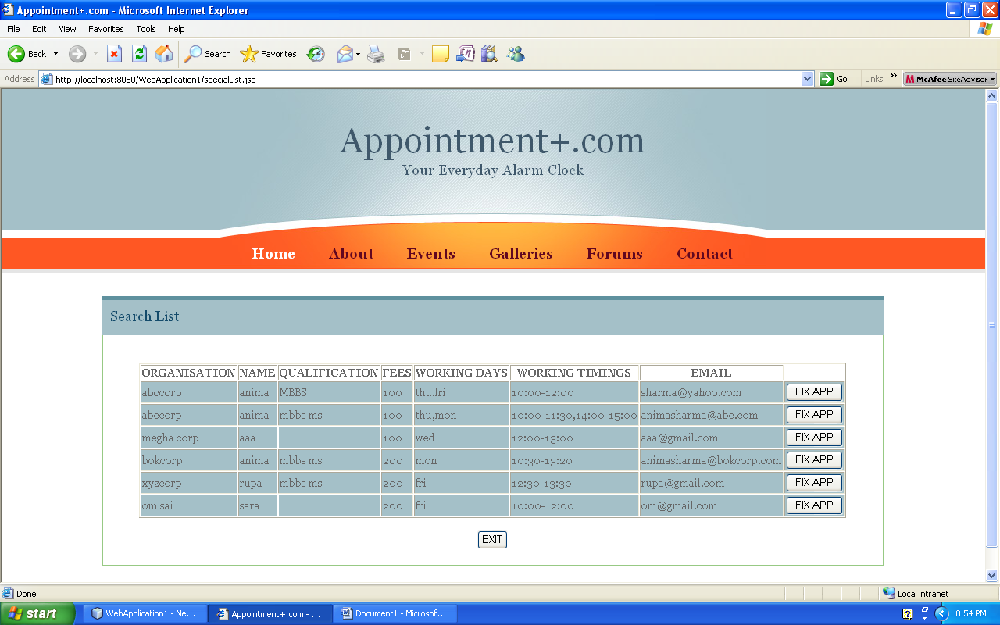 Appointment+.com - Microsoft Internet Explorer
File Edit View Favorites Tools Help
Back Search Favorites
Address http://localhost:8080/WebApplication1/specialList.jsp Go Links » McAfee SiteAdvisor
Appointment+.com
Your Everyday Alarm Clock
Home About Events Galleries Forums Contact
Search List
ORGANISATION NAME QUALIFICATION FEES WORKING DAYS WORKING TIMINGS EMAIL
abccorp anima MBBS 100 thu,fri 10:00-12:00 sharma@yahoo.com FIX APP
abccorp anima mbbs ms 100 thu,mon 10:00-11:30,14:00-15:00 animasharma@abc.com FIX APP
megha corp aaa 100 wed 12:00-13:00 aaa@gmail.com FIX APP
bokcorp anima mbbs ms 200 mon 10:30-13:20 animasharma@bokcorp.com FIX APP
xyzcorp rupa mbbs ms 200 fri 12:30-13:30 rupa@gmail.com FIX APP
om sai sara 200 fri 10:00-12:00 om@gmail.com FIX APP
EXIT
Done Local intranet
start WebApplication1 - Ne... Appointment+.com - ... Document1 - Microsof... 8:54 PM